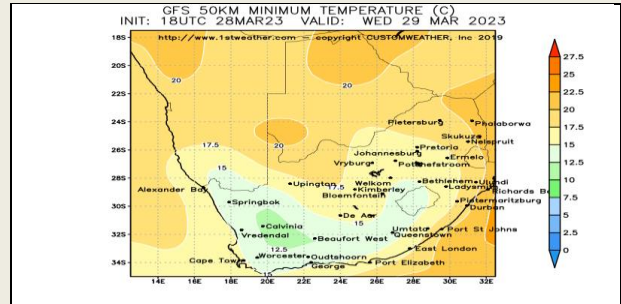 GFS 50KM MINIMUM TEMPERATURE (C)
INIT: 18UTC 28MAR23 VALID: WED 29 MAR 2023
http://www.1stweather.com — copyright CUSTOMWEATHER, Inc 2019
18S
20S
22S
24S
26S
28S
30S
32S
34S
20
20
20
17.5
15
17.5
15
12.5
15
Pietersburg
Phalaborwa
Skukuza
Nelspruit
Pretoria
Johannesburg
Ermelo
Vryburg
Potchefstroom
Alexander Bay
Upington
Welkom
Bethlehem
Ulundi
Kimberley
Ladysmith
Richards B
Bloemfontein
Springbok
Pietermaritzburg
Durban
De Aar
Calvinia
Vredendal
Umtata
Port St Johns
Beaufort West
Queenstown
East London
Worcester
Oudtshoorn
Cape Town
George
Port Elizabeth
14E
16E
18E
20E
22E
24E
26E
28E
30E
32E
27.5
25
22.5
20
17.5
15
12.5
10
7.5
5
2.5
0